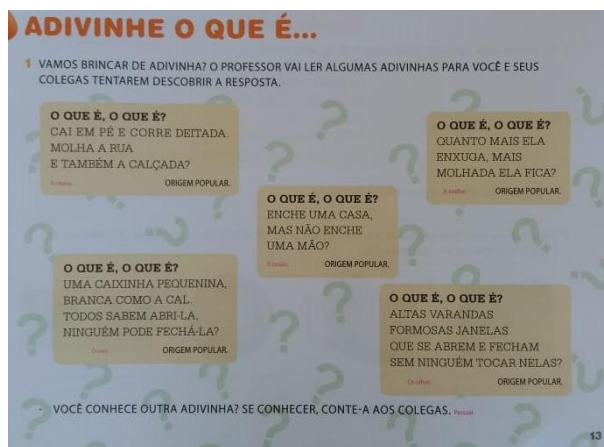 ADIVINHE O QUE É...
1 VAMOS BRINCAR DE ADIVINHA? O PROFESSOR VAI LER ALGUMAS ADIVINHAS PARA VOCÊ E SEUS
COLEGAS TENTAREM DESCOBRIR A RESPOSTA.
O QUE É, O QUE É?
CAI EM PÉ E CORRE DEITADA.
MOLHA A RUA
E TAMBÉM A CALÇADA?
A chuva.
ORIGEM POPULAR.
O QUE É, O QUE É?
QUANTO MAIS ELA
ENXUGA, MAIS
MOLHADA ELA FICA?
A toalha.
ORIGEM POPULAR.
O QUE É, O QUE É?
ENCHE UMA CASA,
MAS NÃO ENCHE
UMA MÃO?
O botão.
ORIGEM POPULAR.
O QUE É, O QUE É?
UMA CAIXINHA PEQUENINA,
BRANCA COMO A CAL.
TODOS SABEM ABRI-LA,
NINGUÉM PODE FECHÁ-LA?
O ovo.
ORIGEM POPULAR.
O QUE É, O QUE É?
ALTAS VARANDAS
FORMOSAS JANELAS
QUE SE ABREM E FECHAM
SEM NINGUÉM TOCAR NELAS?
Os olhos.
ORIGEM POPULAR.
VOCÊ CONHECE OUTRA ADIVINHA? SE CONHECER, CONTE-A AOS COLEGAS. Pessoal.
13